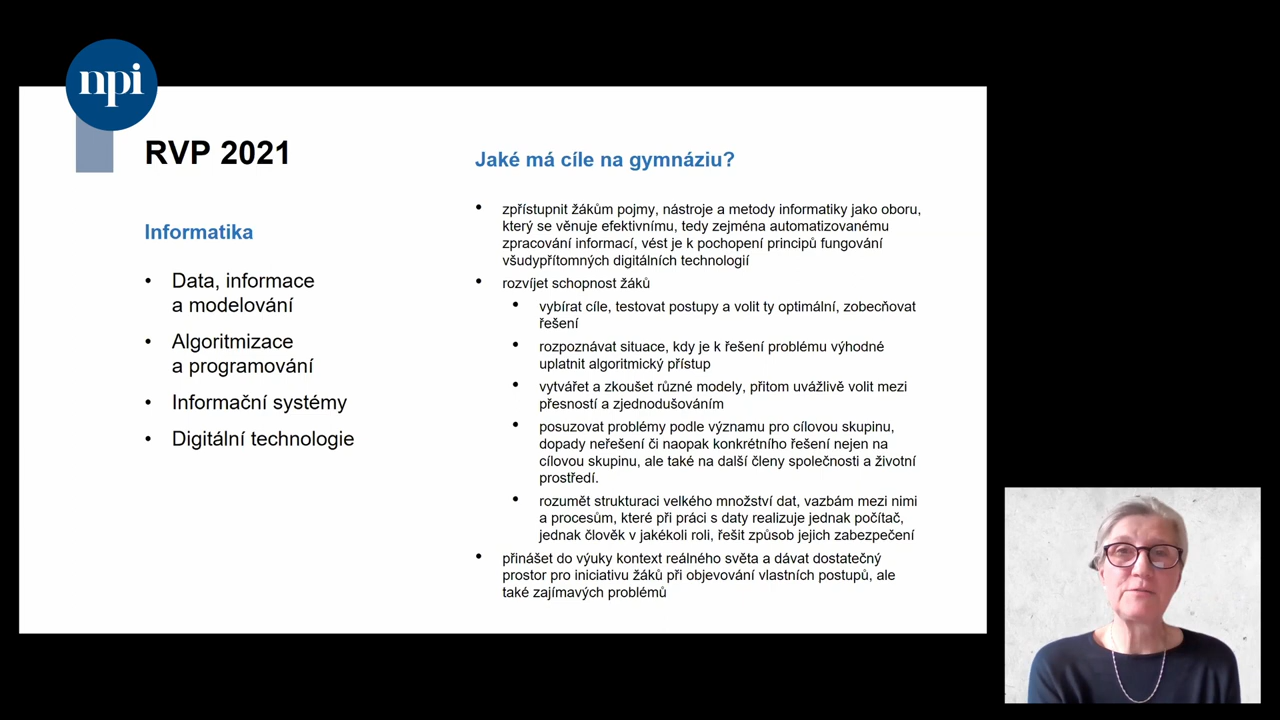 npi
RVP 2021
Informatika
• Data, informace
a modelování
• Algoritmizace
a programování
• Informační systémy
• Digitální technologie
Jaké má cíle na gymnáziu?
• zpřístupnit žákům pojmy, nástroje a metody informatiky jako oboru,
který se věnuje efektivnímu, tedy zejména automatizovanému
zpracování informací, vést je k pochopení principů fungování
všudypřítomných digitálních technologií
• rozvíjet schopnost žáků
• vybírat cíle, testovat postupy a volit ty optimální, zobecňovat
řešení
• rozpoznávat situace, kdy je k řešení problému výhodné
uplatnit algoritmický přístup
• vytvářet a zkoušet různé modely, přitom uvážlivě volit mezi
přesností a zjednodušováním
• posuzovat problémy podle významu pro cílovou skupinu,
dopady neřešení či naopak konkrétního řešení nejen na
cílovou skupinu, ale také na další členy společnosti a životní
prostředí.
• rozumět strukturaci velkého množství dat, vazbám mezi nimi
a procesům, které při práci s daty realizuje jednak počítač,
jednak člověk v jakékoli roli, řešit způsob jejich zabezpečení
• přinášet do výuky kontext reálného světa a dávat dostatečný
prostor pro iniciativu žáků při objevování vlastních postupů, ale
také zajímavých problémů